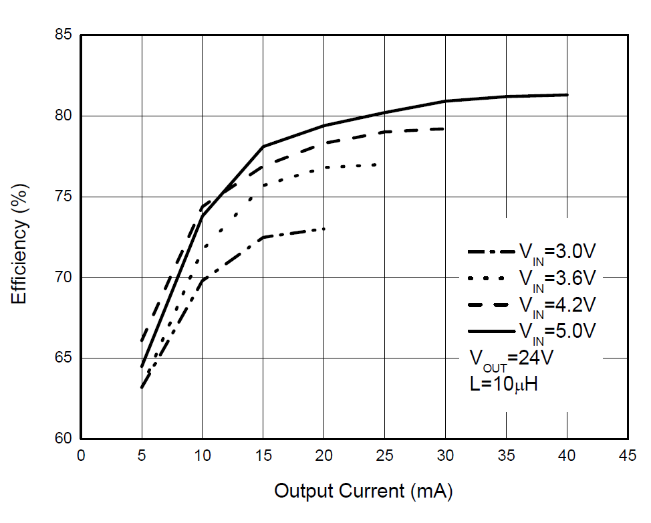 85
80
75
70
65
60
Efficiency (%)
0 5 10 15 20 25 30 35 40 45
Output Current (mA)
VIN=3.0V
VIN=3.6V
VIN=4.2V
VIN=5.0V
VOUT=24V
L=10μH